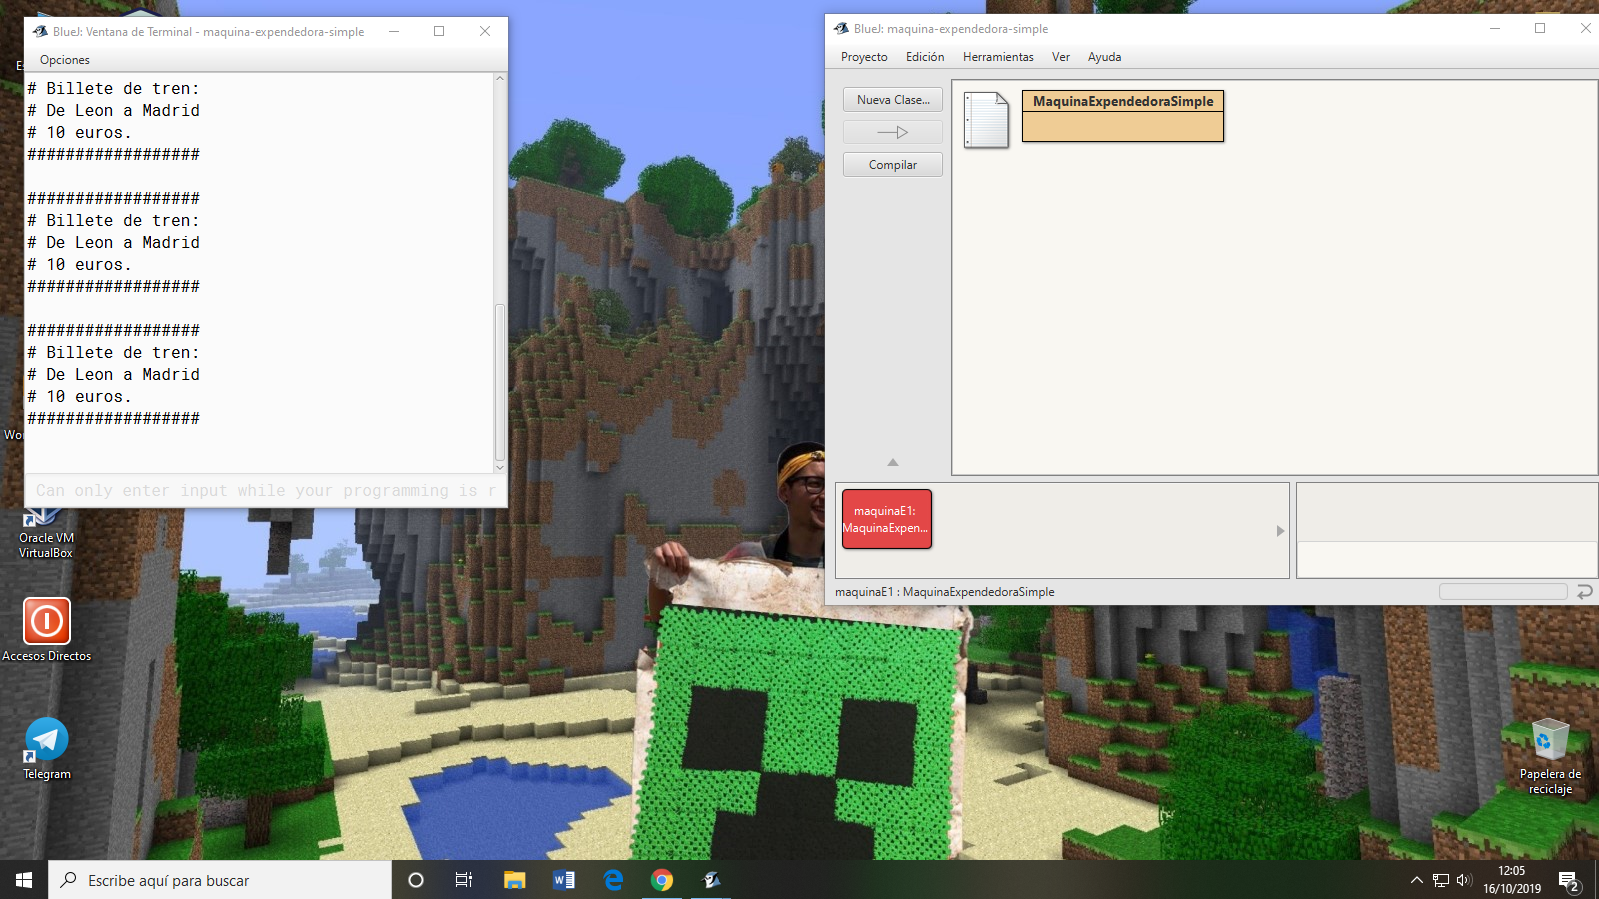 BlueJ: Ventana de Terminal - maquina-expendedora-simple
Opciones
# Billete de tren:
# De Leon a Madrid
# 10 euros.
##################
##################
# Billete de tren:
# De Leon a Madrid
# 10 euros.
##################
##################
# Billete de tren:
# De Leon a Madrid
# 10 euros.
##################
Can only enter input while your programming is r
BlueJ: maquina-expendedora-simple
Proyecto Edición Herramientas Ver Ayuda
Nueva Clase...
Compilar
MaquinaExpendedoraSimple
maquinaE1:
MaquinaExpen...
maquinaE1 : MaquinaExpendedoraSimple
Oracle VM
VirtualBox
Accesos Directos
Telegram
Papelera de
reciclaje
Escribe aquí para buscar
12:05
16/10/2019
2